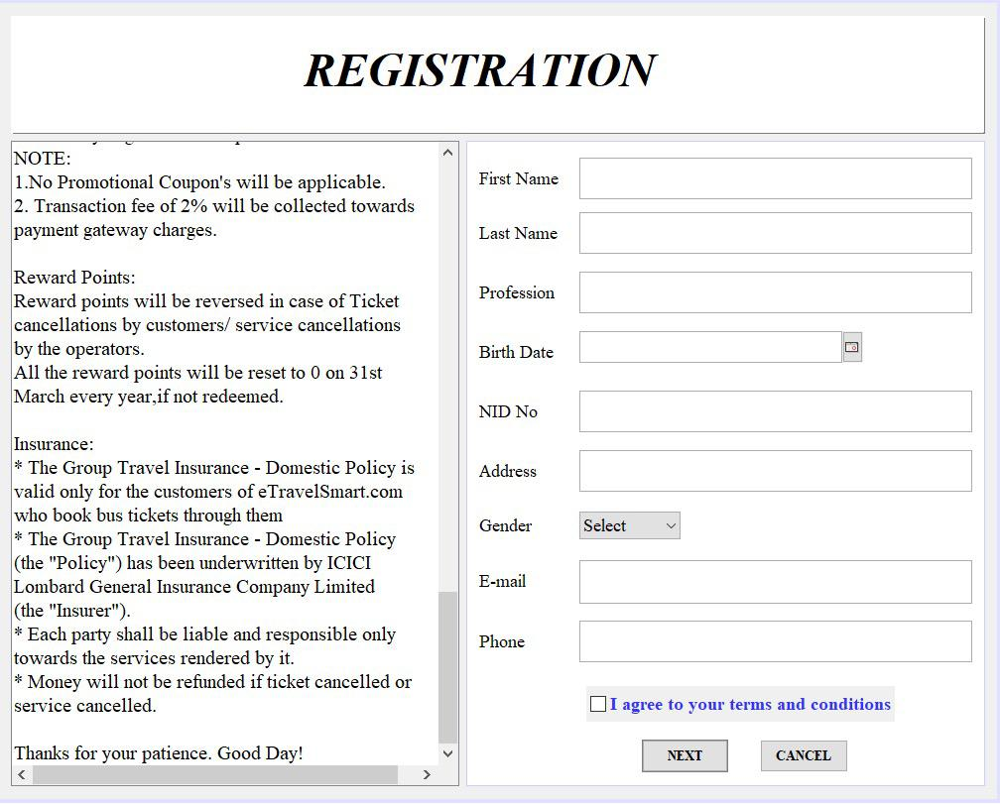 REGISTRATION
NOTE:
1.No Promotional Coupon's will be applicable.
2. Transaction fee of 2% will be collected towards
payment gateway charges.
Reward Points:
Reward points will be reversed in case of Ticket
cancellations by customers/ service cancellations
by the operators.
All the reward points will be reset to 0 on 31st
March every year,if not redeemed.
Insurance:
* The Group Travel Insurance - Domestic Policy is
valid only for the customers of eTravelSmart.com
who book bus tickets through them
* The Group Travel Insurance - Domestic Policy
(the "Policy") has been underwritten by ICICI
Lombard General Insurance Company Limited
(the "Insurer").
* Each party shall be liable and responsible only
towards the services rendered by it.
* Money will not be refunded if ticket cancelled or
service cancelled.
Thanks for your patience. Good Day!
First Name
Last Name
Profession
Birth Date
NID No
Address
Gender Select
E-mail
Phone
I agree to your terms and conditions
NEXT CANCEL